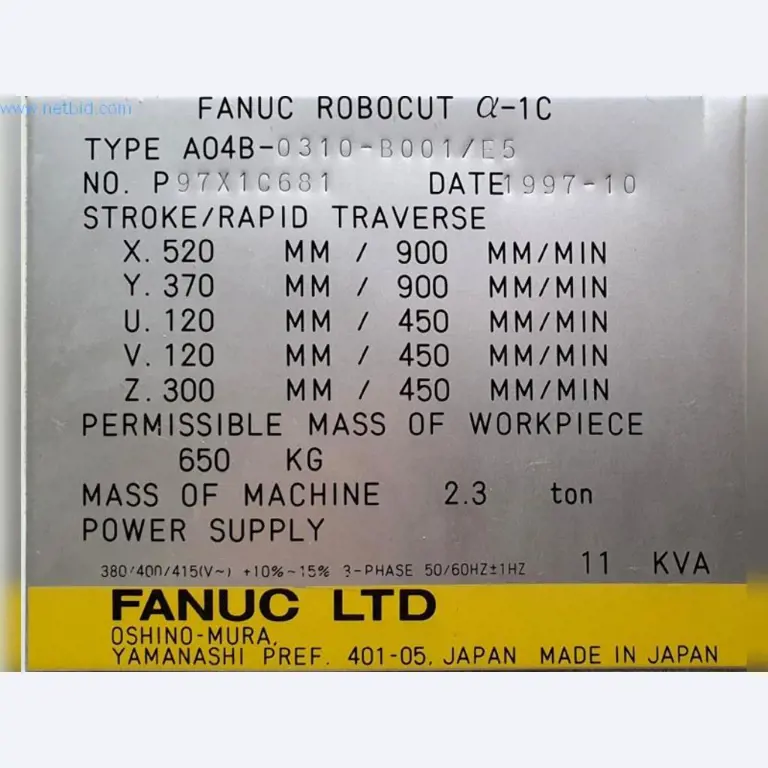 www.netbid.com
FANUC ROBOCUT α-1C
TYPE A04B-0310-B001/E5
NO. P97X1C681 DATE 1997-10
STROKE/RAPID TRAVERSE
X. 520 MM / 900 MM/MIN
Y. 370 MM / 900 MM/MIN
U. 120 MM / 450 MM/MIN
V. 120 MM / 450 MM/MIN
Z. 300 MM / 450 MM/MIN
PERMISSIBLE MASS OF WORKPIECE
650 KG
MASS OF MACHINE 2.3 ton
POWER SUPPLY
380/400/415(V~) +10%~15% 3-PHASE 50/60HZ±1HZ 11 KVA
FANUC LTD
OSHINO-MURA,
YAMANASHI PREF. 401-05, JAPAN MADE IN JAPAN